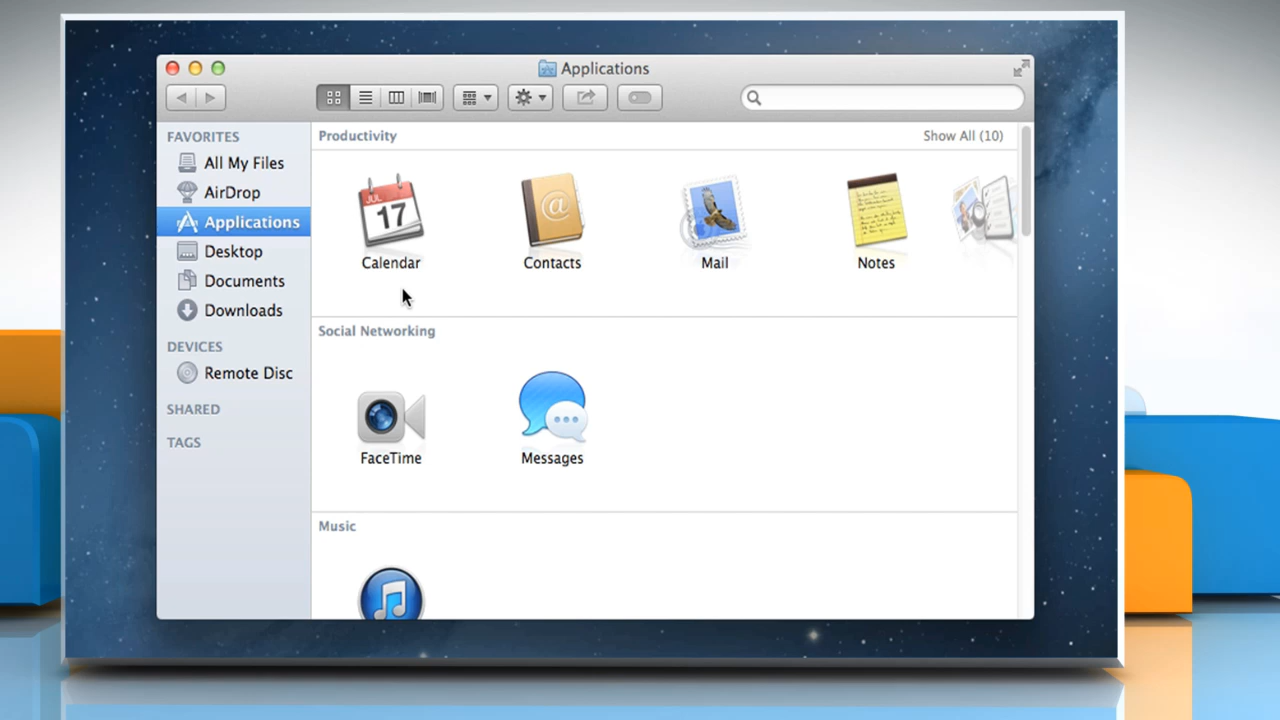 Applications
FAVORITES
All My Files
AirDrop
Applications
Desktop
Documents
Downloads
DEVICES
Remote Disc
SHARED
TAGS
Productivity
Show All (10)
JUL
17
Calendar
@
Contacts
Mail
Notes
Social Networking
FaceTime
Messages
Music